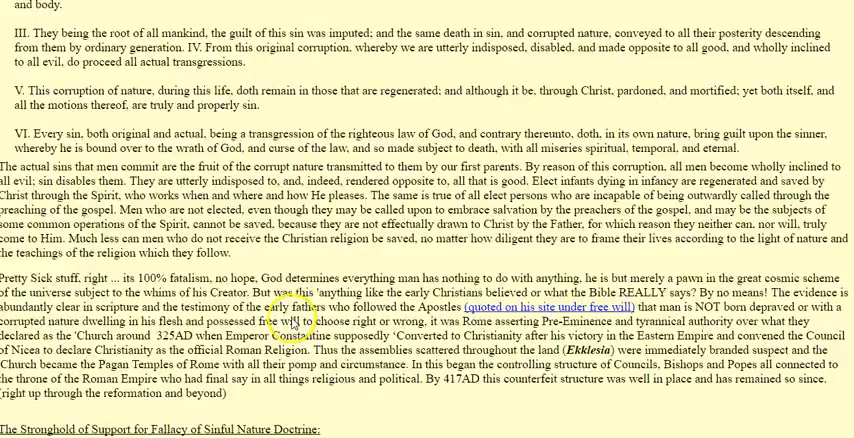 and body.
III. They being the root of all mankind, the guilt of this sin was imputed; and the same death in sin, and corrupted nature, conveyed to all their posterity descending
from them by ordinary generation. IV. From this original corruption, whereby we are utterly indisposed, disabled, and made opposite to all good, and wholly inclined
to all evil, do proceed all actual transgressions.
V. This corruption of nature, during this life, doth remain in those that are regenerated; and although it be, through Christ, pardoned, and mortified; yet both itself, and
all the motions thereof, are truly and properly sin.
VI. Every sin, both original and actual, being a transgression of the righteous law of God, and contrary thereunto, doth, in its own nature, bring guilt upon the sinner,
whereby he is bound over to the wrath of God, and curse of the law, and so made subject to death, with all miseries spiritual, temporal, and eternal.
The actual sins that men commit are the fruit of the corrupt nature transmitted to them by our first parents. By reason of this corruption, all men become wholly inclined to
all evil; sin disables them. They are utterly indisposed to, and, indeed, rendered opposite to, all that is good. Elect infants dying in infancy are regenerated and saved by
Christ through the Spirit, who works when and where and how He pleases. The same is true of all elect persons who are incapable of being outwardly called through the
preaching of the gospel. Men who are not elected, even though they may be called upon to embrace salvation by the preachers of the gospel, and may be the subjects of
some common operations of the Spirit, cannot be saved, because they are not effectually drawn to Christ by the Father, for which reason they neither can. nor will, truly
come to Him. Much less can men who do not receive the Christian religion be saved, no matter how diligent they are to frame their lives according to the light of nature and
the teachings of the religion which they follow.
Pretty Sick stuff, right ... its 100% fatalism, no hope, God determines everything man has nothing to do with anything, he is but merely a pawn in the great cosmic scheme
of the universe subject to the whims of his Creator. But was this 'anything like the early Christians believed or what the Bible REALLY says? By no means! The evidence is
abundantly clear in scripture and the testimony of the early fathers who followed the Apostles (quoted on his site under free will) that man is NOT born depraved or with a
corrupted nature dwelling in his flesh and possessed free will to choose right or wrong, it was Rome asserting Pre-Eminence and tyrannical authority over what they
declared as the 'Church around 325AD when Emperor Constantine supposedly 'Converted to Christianity after his victory in the Eastern Empire and convened the Council
of Nicea to declare Christianity as the official Roman Religion. Thus the assemblies scattered throughout the land (Ekklesia) were immediately branded suspect and the
'Church became the Pagan Temples of Rome with all their pomp and circumstance. In this began the controlling structure of Councils, Bishops and Popes all connected to
the throne of the Roman Empire who had final say in all things religious and political. By 417AD this counterfeit structure was well in place and has remained so since.
(right up through the reformation and beyond)
The Stronghold of Support for Fallacy of Sinful Nature Doctrine: